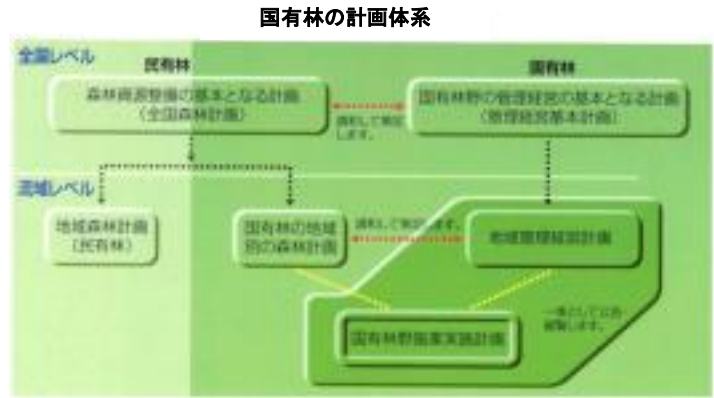 国有林の計画体系
全国レベル
民有林
国有林
森林資源整備の基本となる計画
（全国森林計画）
調和して策定
します。
国有林野の管理経営の基本となる計画
（管理経営基本計画）
流域レベル
地域森林計画
（民有林）
国有林の地域
別の森林計画
調和して策定します。
地域管理経営計画
国有林野施業実施計画
一体として公告・
縦覧します。